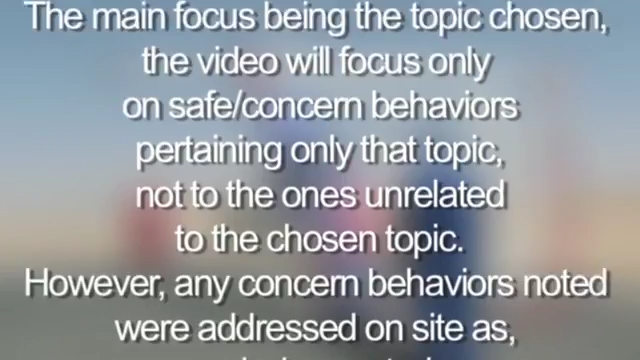 The main focus being the topic chosen,
the video will focus only
on safe/concern behaviors
pertaining only that topic,
not to the ones unrelated
to the chosen topic.
However, any concern behaviors noted
were addressed on site as,